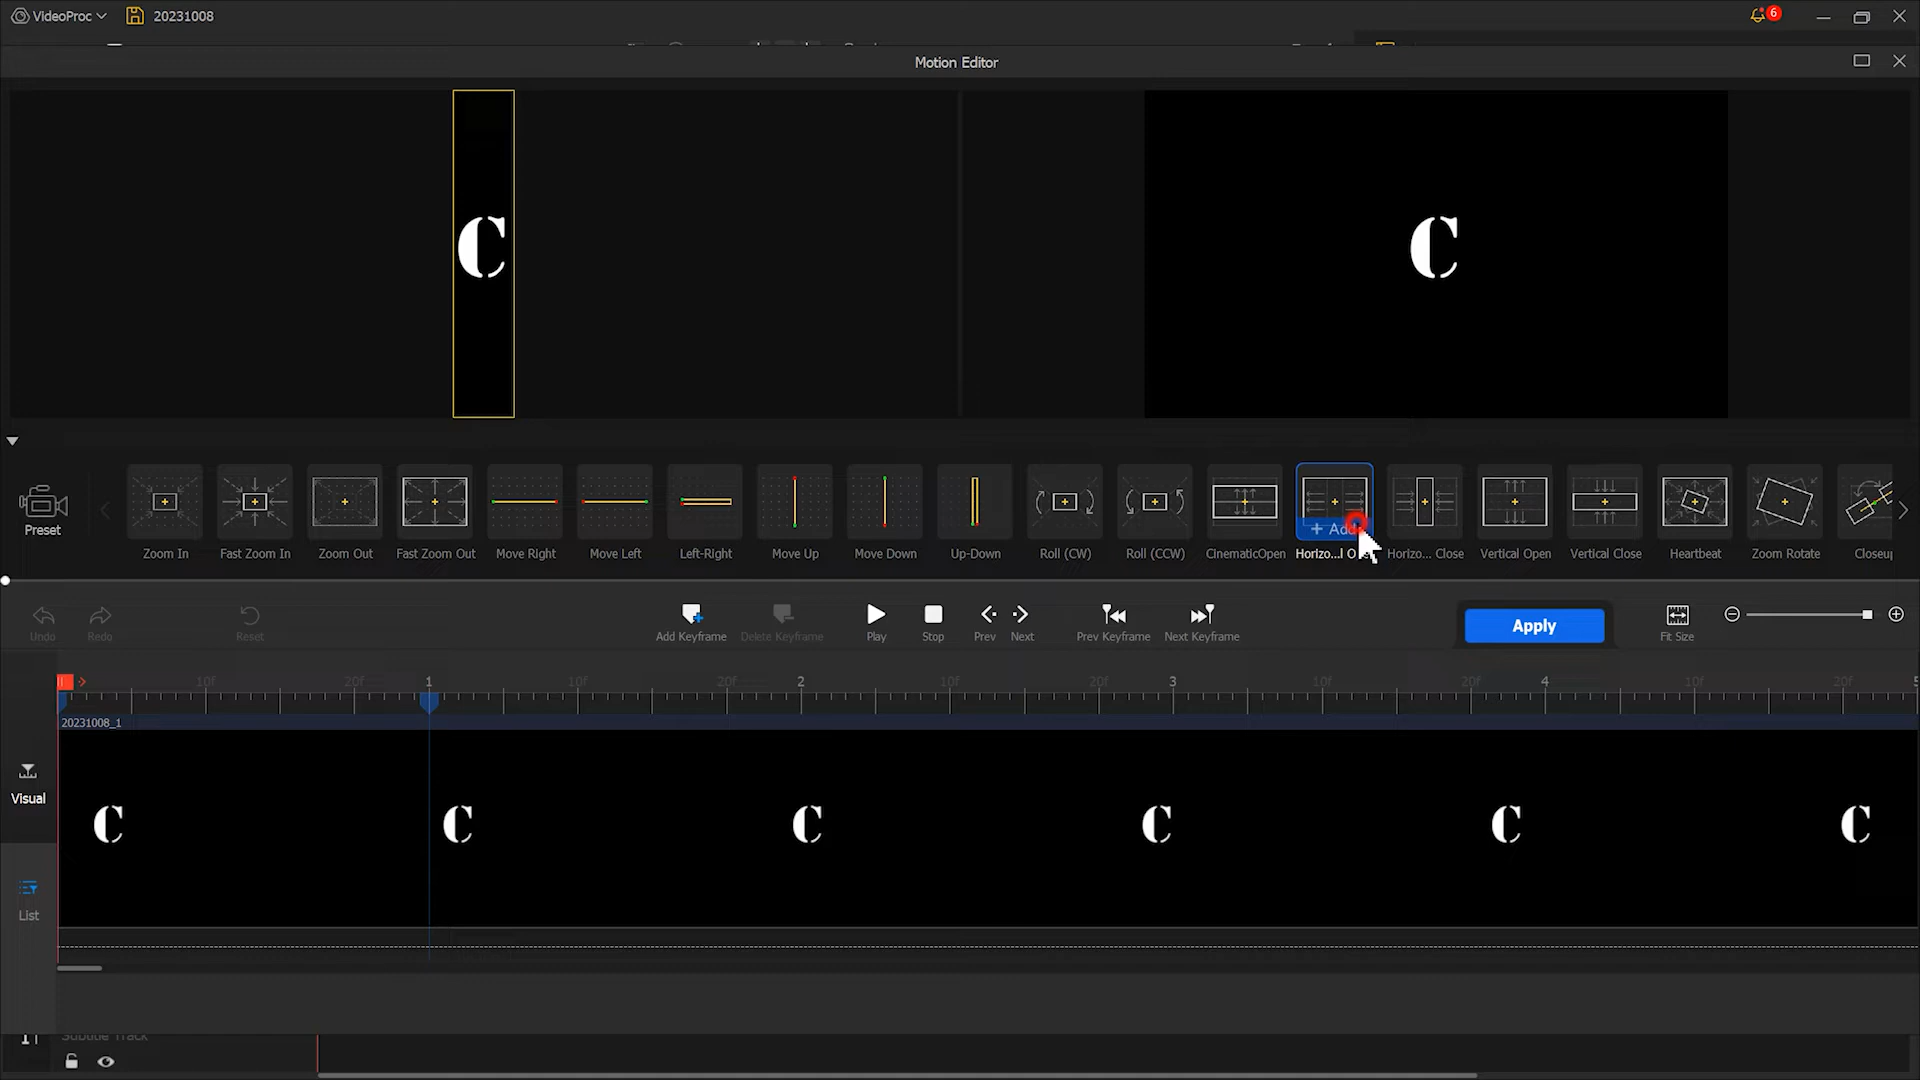 VideoProc 20231008 6
Motion Editor
C C
Preset
+ Add
Zoom In Fast Zoom In Zoom Out Fast Zoom Out Move Right Move Left Left-Right Move Up Move Down Up-Down Roll (CW) Roll (CCW) CinematicOpen Horizo...l O Horizo... Close Vertical Open Vertical Close Heartbeat Zoom Rotate Closeu
Undo Redo Reset Add Keyframe Delete Keyframe Play Stop Prev Next Prev Keyframe Next Keyframe Apply Fit Size
10f 20f 1 10f 20f 2 10f 20f 3 10f 20f 4 10f 20f 5
20231008_1
Visual
C C C C C C
List
Subtitle Track